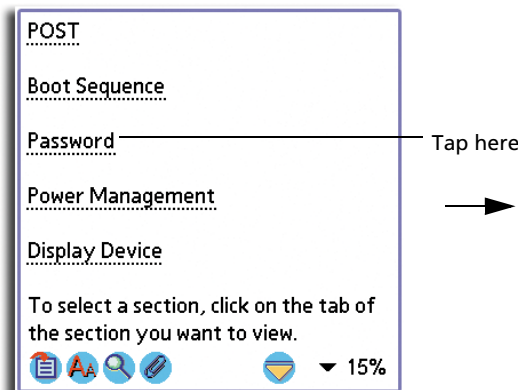 POST
Boot Sequence
Password
Tap here
Power Management
Display Device
To select a section, click on the tab of
the section you want to view.
AA
15%